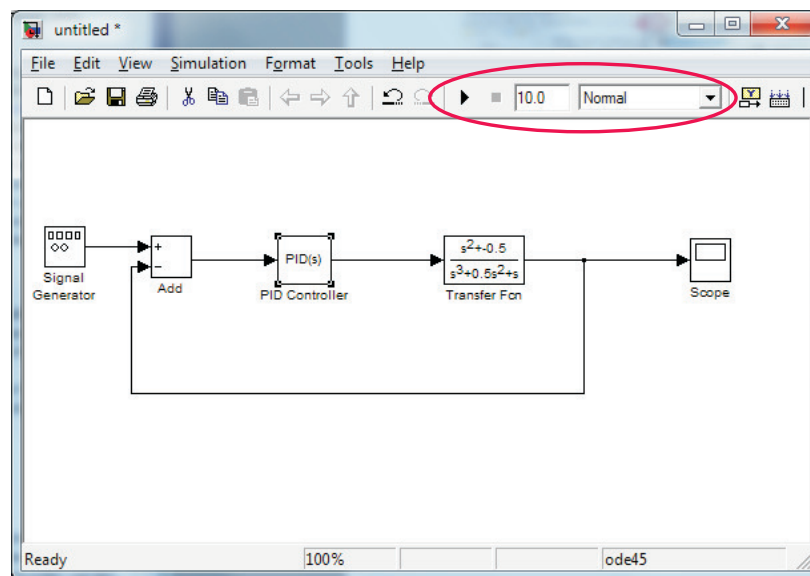 untitled *
File Edit View Simulation Format Tools Help
10.0 Normal
+
−
Signal
Generator
Add
PID(s)
PID Controller
s²+-0.5
s³+0.5s²+s
Transfer Fcn
Scope
Ready 100% ode45